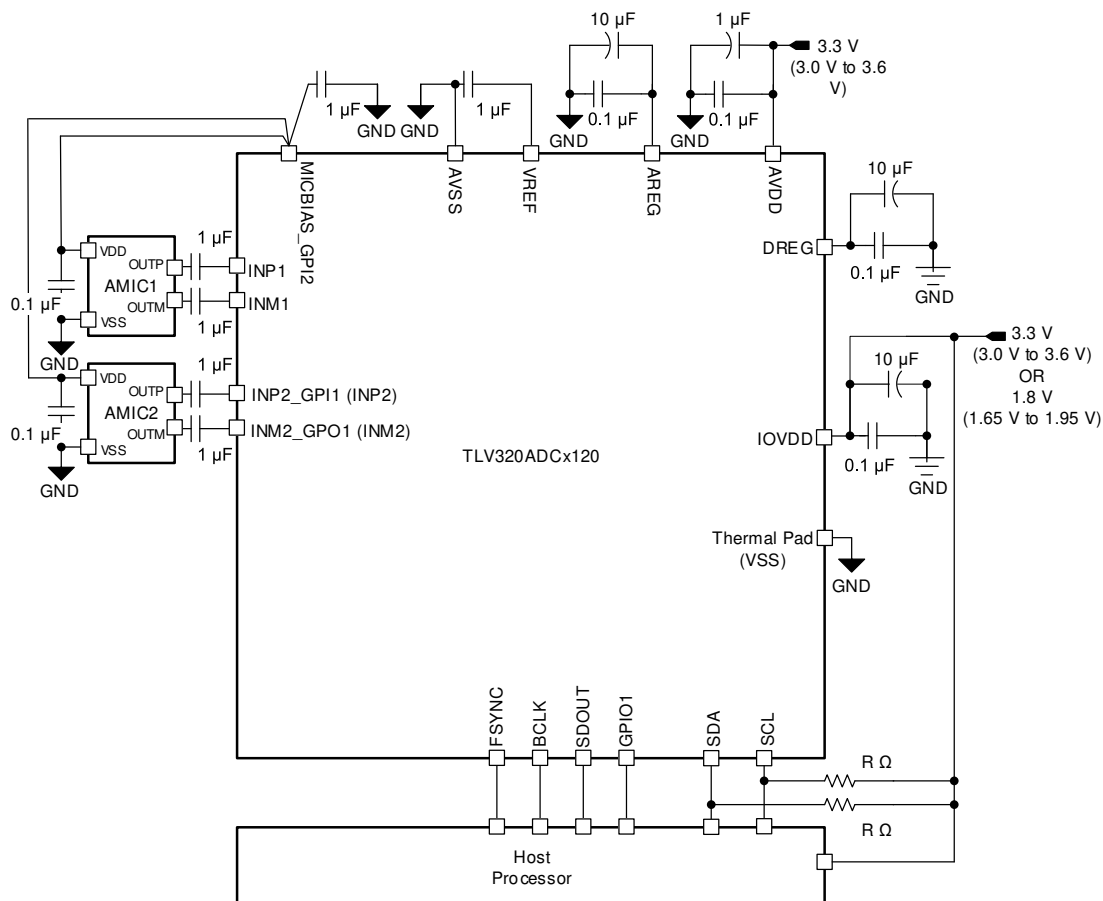 10 µF
1 µF
3.3 V
(3.0 V to 3.6
V)
1 µF
GND
GND
1 µF
GND
0.1 µF
GND
0.1 µF
MICBIAS_GPI2
AVSS
VREF
AREG
AVDD
10 µF
DREG
0.1 µF
GND
1 µF
VDD
OUTP
INP1
AMIC1
0.1 µF
OUTM
INM1
VSS
1 µF
GND
1 µF
VDD
OUTP
INP2_GPI1 (INP2)
AMIC2
0.1 µF
OUTM
INM2_GPO1 (INM2)
VSS
1 µF
GND
3.3 V
(3.0 V to 3.6 V)
OR
1.8 V
(1.65 V to 1.95 V)
10 µF
IOVDD
0.1 µF
GND
TLV320ADCx120
Thermal Pad
(VSS)
GND
FSYNC
BCLK
SDOUT
GPIO1
SDA
SCL
R Ω
R Ω
Host
Processor